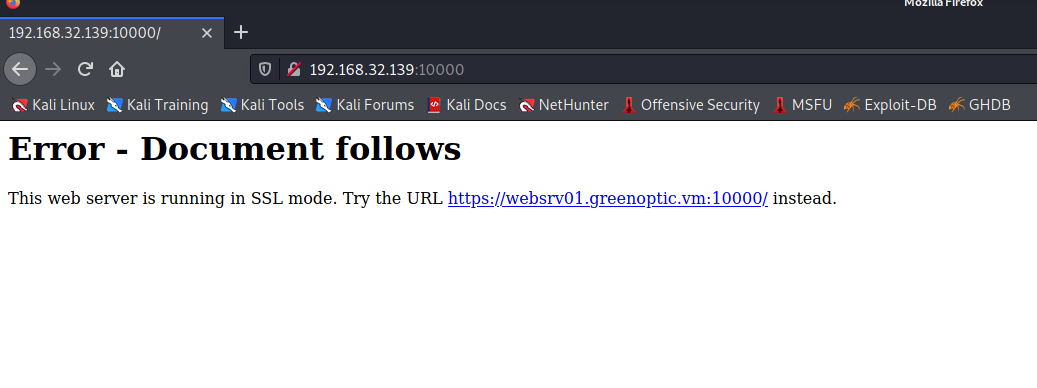 Mozilla Firefox
192.168.32.139:10000/
192.168.32.139:10000
Kali Linux Kali Training Kali Tools Kali Forums Kali Docs NetHunter Offensive Security MSFU Exploit-DB GHDB
Error - Document follows
This web server is running in SSL mode. Try the URL https://websrv01.greenoptic.vm:10000/ instead.